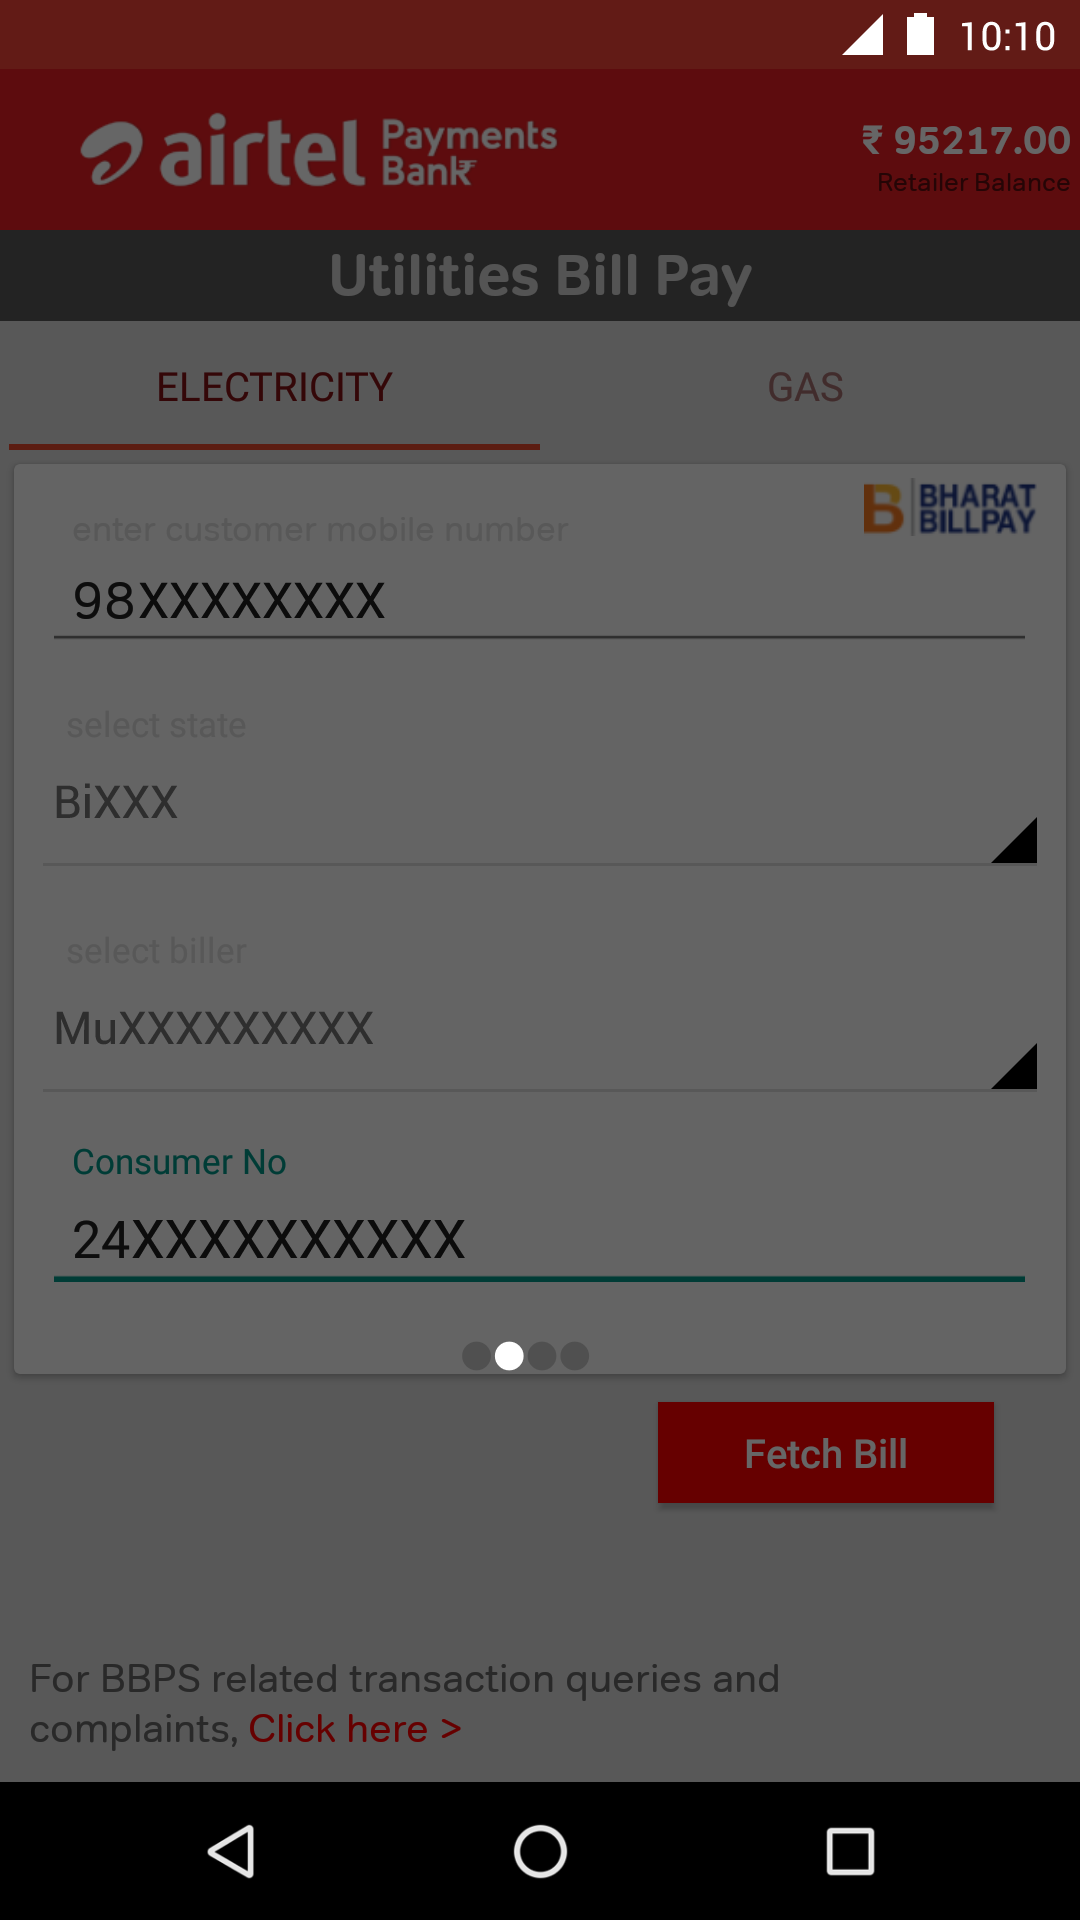 10:10
airtel Payments Bank
₹ 95217.00
Retailer Balance
Utilities Bill Pay
ELECTRICITY GAS
B BHARAT BILLPAY
enter customer mobile number
98XXXXXXXX
select state
BiXXX
select biller
MuXXXXXXXXX
Consumer No
24XXXXXXXXXX
Fetch Bill
For BBPS related transaction queries and
complaints, Click here >